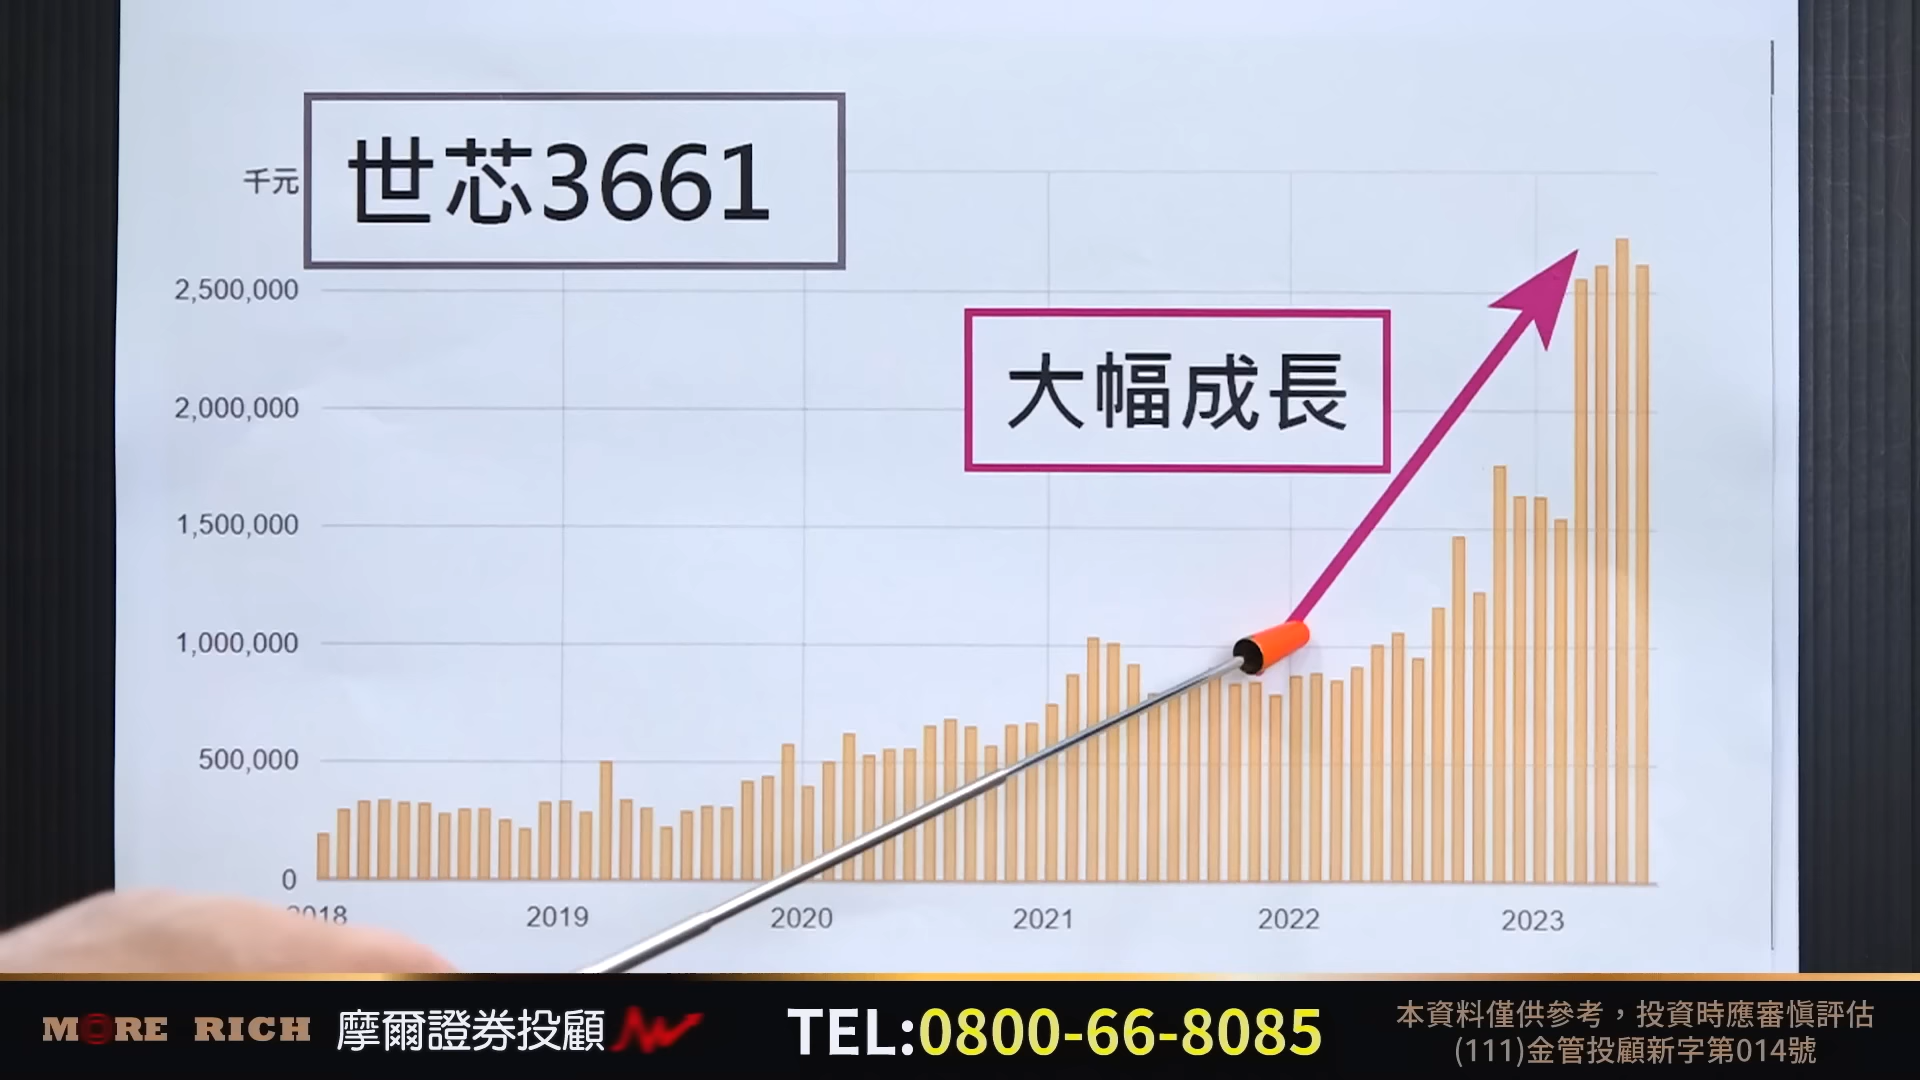 世芯3661
千元
2,500,000
大幅成長
2,000,000
1,500,000
1,000,000
500,000
0
2018 2019 2020 2021 2022 2023
MORE RICH 摩爾證券投顧
TEL:0800-66-8085
本資料僅供參考，投資時應審慎評估
(111)金管投顧新字第014號